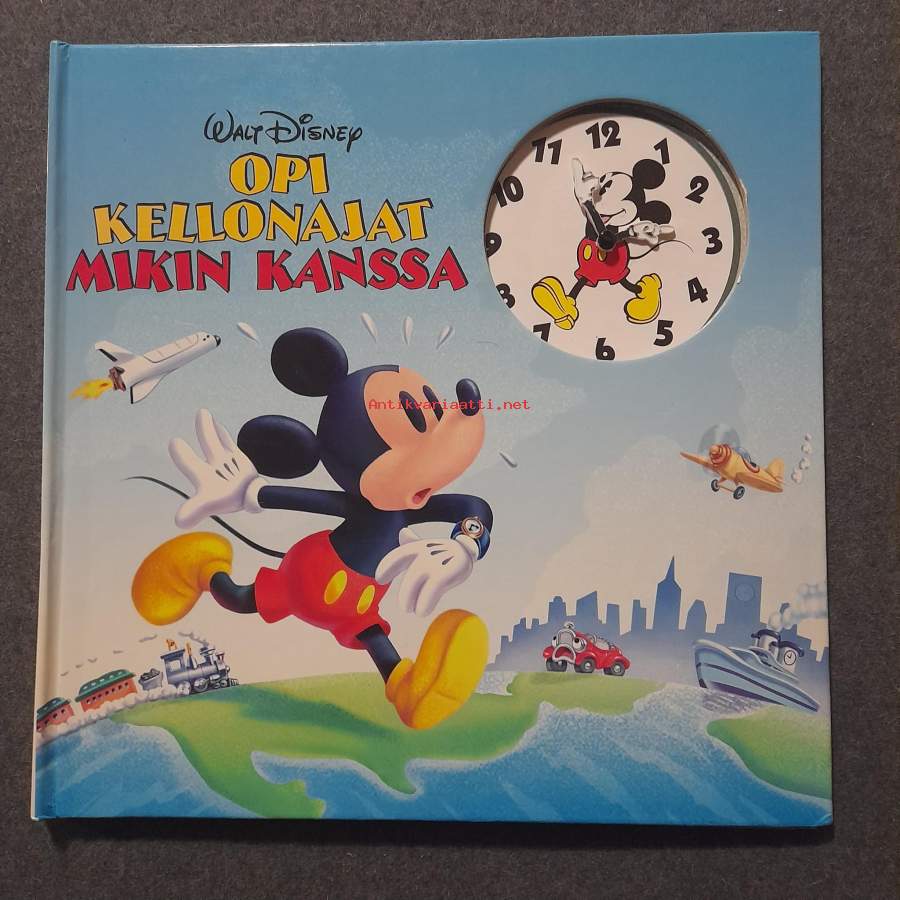 WALT DISNEY
OPI
KELLONAJAT
MIKIN KANSSA
12
11
1
10
2
9
3
8
4
7
5
6
Antikvariaatti.net